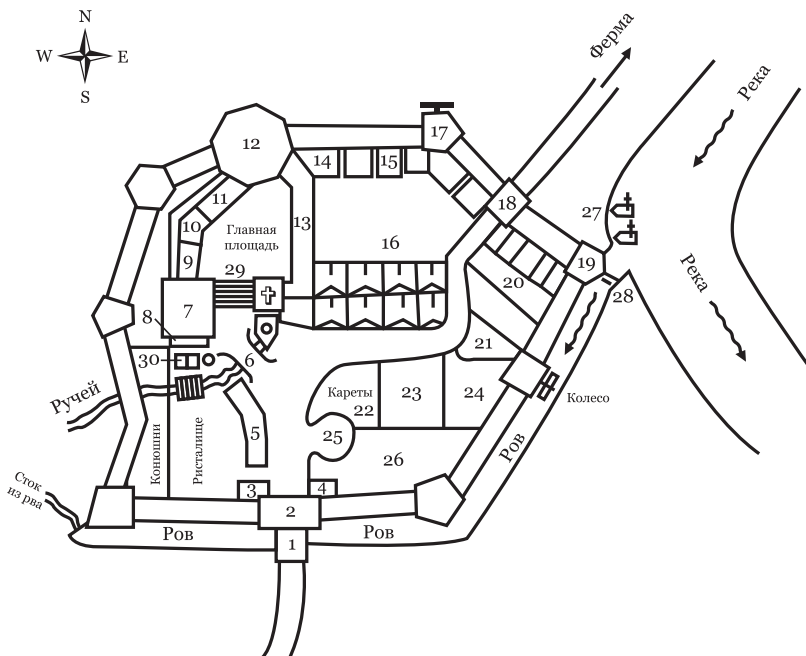 N
W E
S
Ферма
Река
17
12
14 15
11
18
27
10
13
Главная
площадь
16
9
29
19
Река
20
28
7
8
21
30
6
Ручей
Кареты
22
23
24
Колесо
5
25
26
Конюшни
Ристалище
Ров
Сток
из рва
3
4
2
Ров
Ров
1